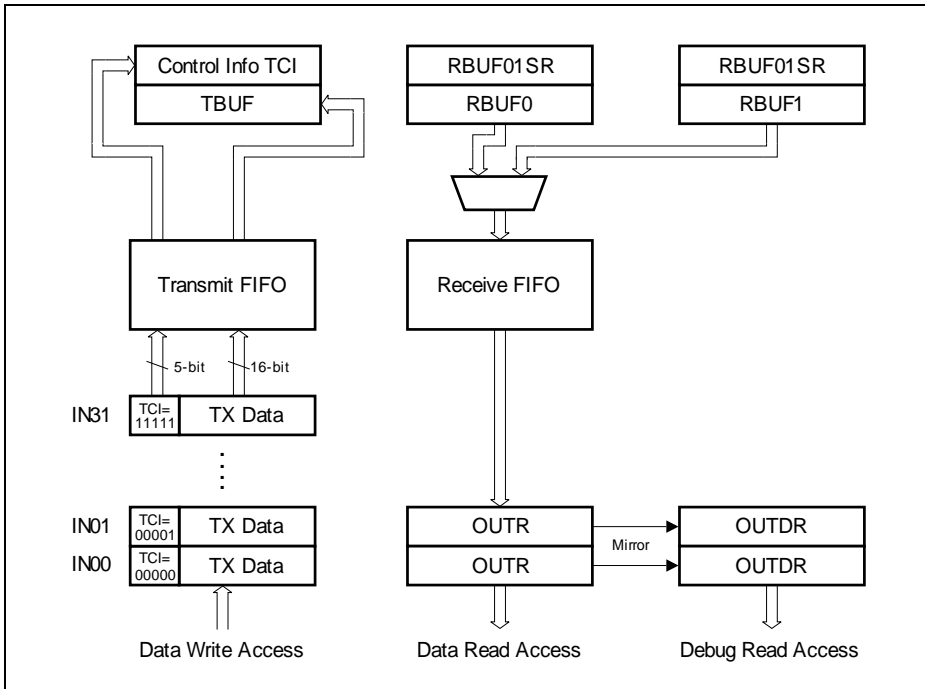 Control Info TCI
TBUF
RBUF01SR
RBUF0
RBUF01SR
RBUF1
Transmit FIFO
Receive FIFO
5-bit
16-bit
IN31
TCI=
11111
TX Data
IN01
TCI=
00001
TX Data
IN00
TCI=
00000
TX Data
OUTR
OUTR
Mirror
OUTDR
OUTDR
Data Write Access
Data Read Access
Debug Read Access